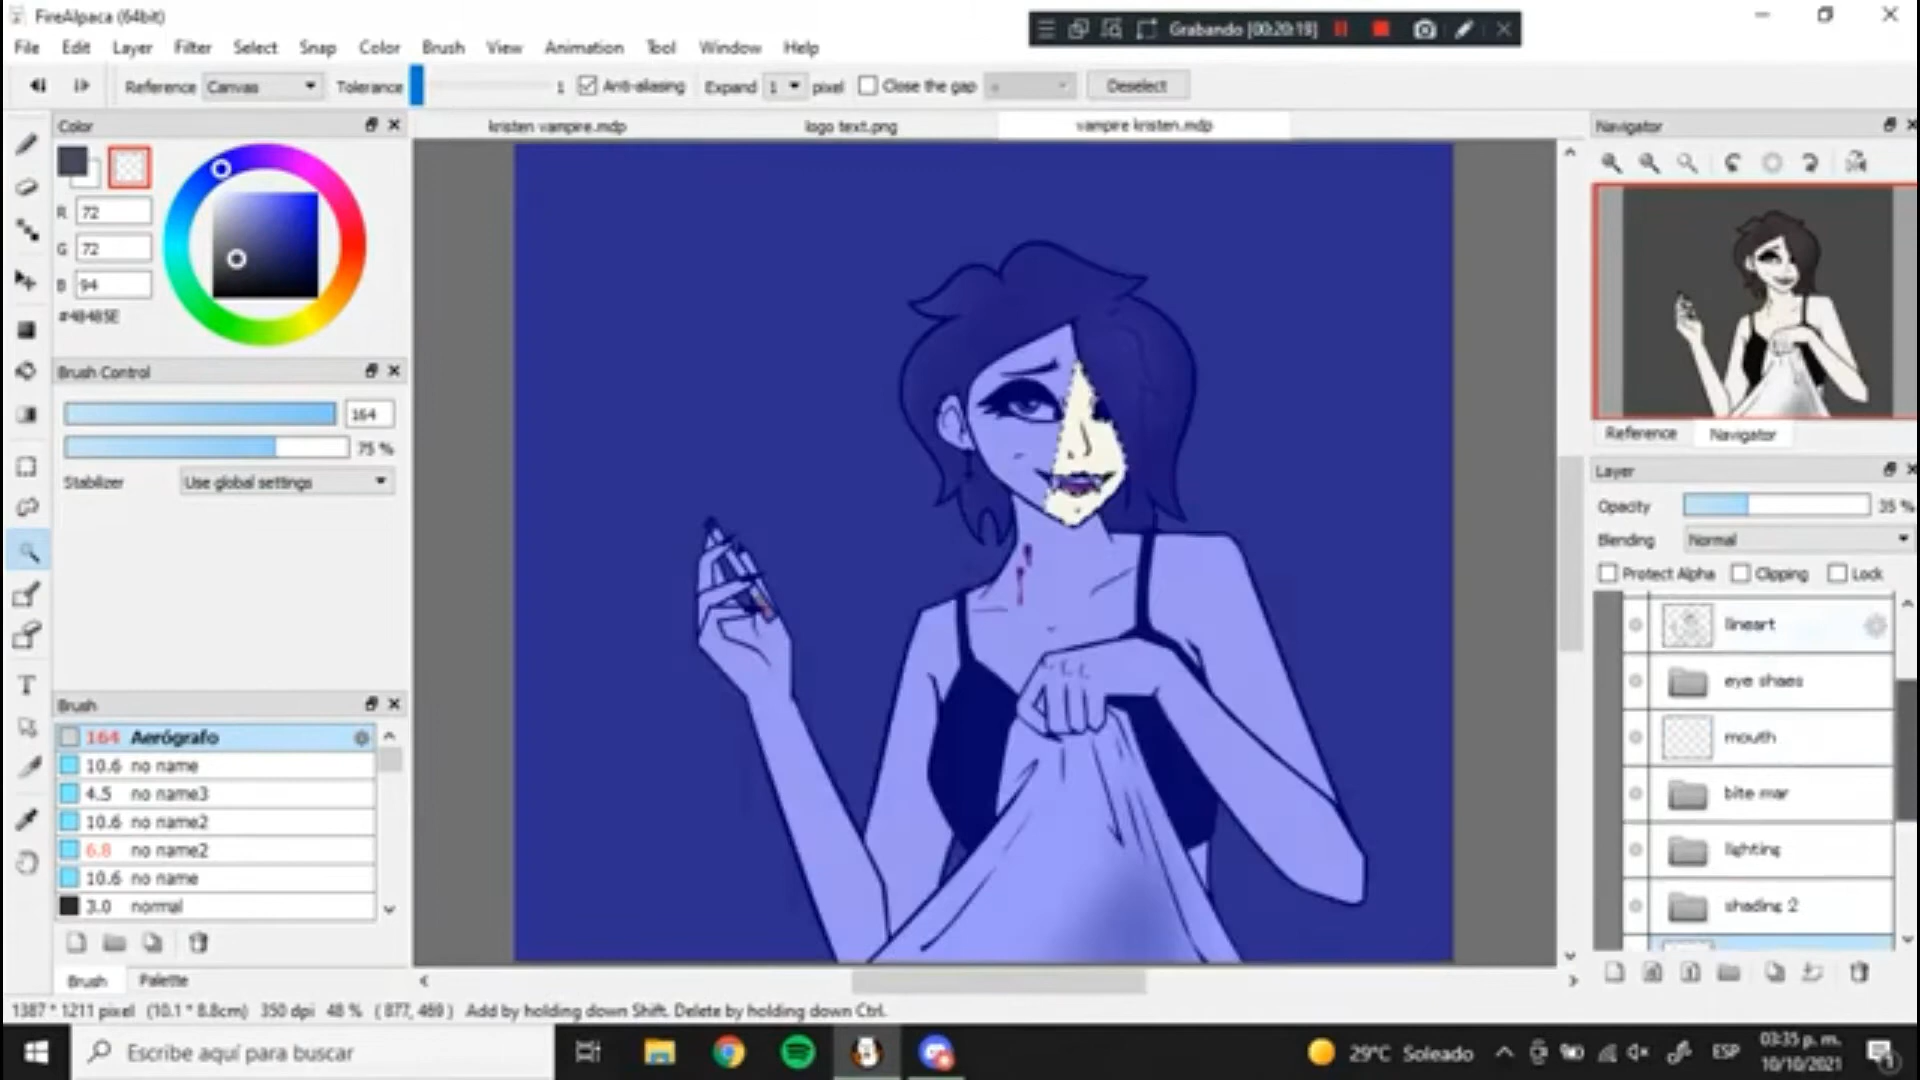 FireAlpaca (64bit)
Grabando [00:20:19]
File Edit Layer Filter Select Snap Color Brush View Animation Tool Window Help
Reference Canvas Tolerance 1 Anti-aliasing Expand 1 pixel Close the gap Deselect
Color
kristen vampire.mdp logo text.png vampire kristen.mdp
Navigator
R 72
G 72
B 94
#48485E
Brush Control
164
75 %
Stabilizer Use global settings
Reference Navigator
Layer
Opacity 35 %
Blending Normal
Protect Alpha Clipping Lock
lineart
eye shaes
mouth
bite mar
lighting
shading 2
Brush
164 Aerógrafo
10.6 no name
4.5 no name3
10.6 no name2
6.8 no name2
10.6 no name
3.0 normal
Brush Palette
1387 * 1211 pixel (10.1 * 8.8cm) 350 dpi 48 % ( 877, 469 ) Add by holding down Shift. Delete by holding down Ctrl.
Escribe aquí para buscar
29°C Soleado
ESP
03:35 p. m.
10/10/2021